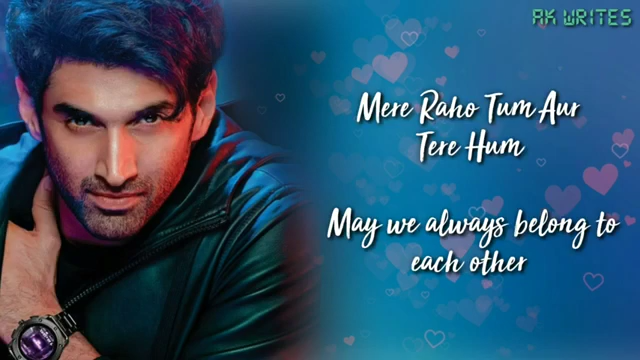 AK WRITES
Mere Raho Tum Aur
Tere Hum
May we always belong to
each other